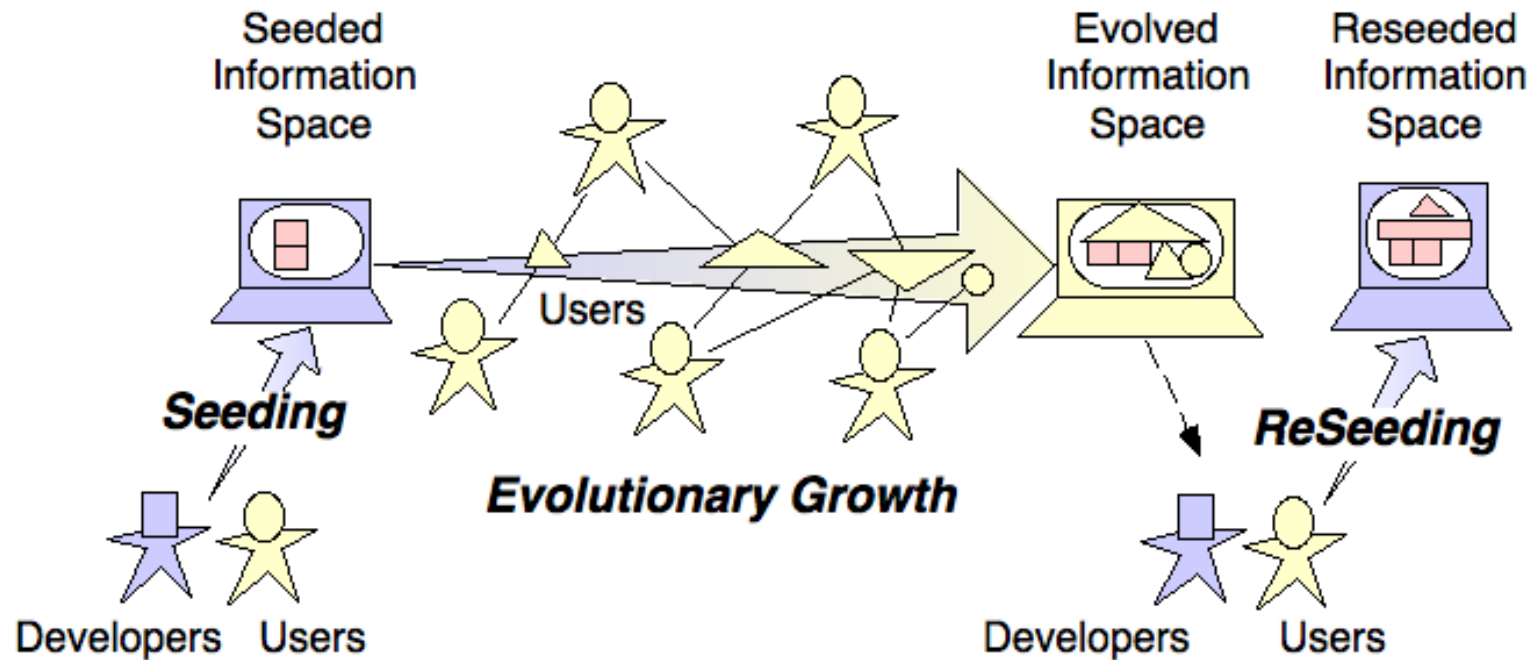 Seeded
Information
Space
Evolved
Information
Space
Reseeded
Information
Space
Users
Seeding
ReSeeding
Evolutionary Growth
Developers
Users
Developers
Users